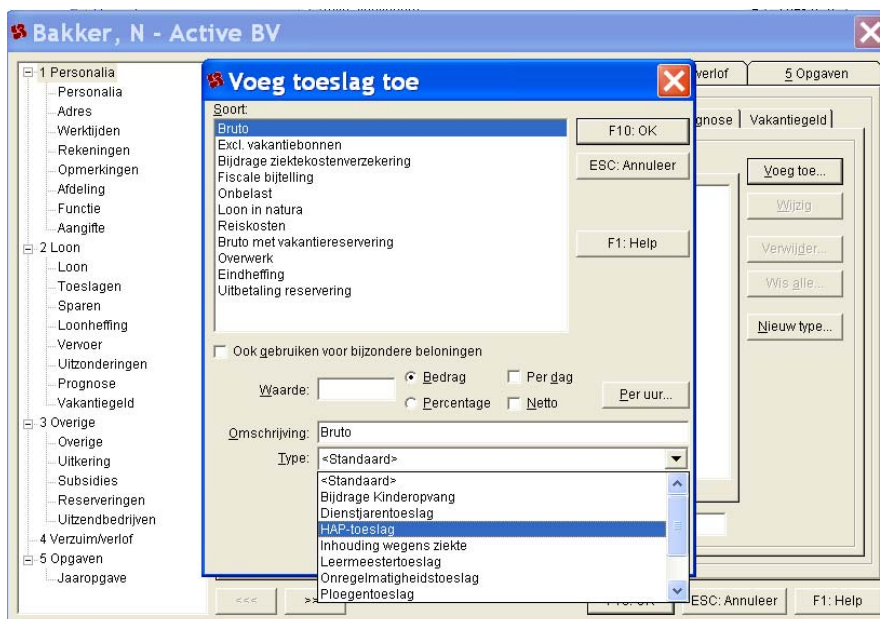 Bakker, N - Active BV
1 Personalia
Personalia
Adres
Werktijden
Rekeningen
Opmerkingen
Afdeling
Functie
Aangifte
2 Loon
Loon
Toeslagen
Sparen
Loonheffing
Vervoer
Uitzonderingen
Prognose
Vakantiegeld
3 Overige
Overige
Uitkering
Subsidies
Reserveringen
Uitzendbedrijven
4 Verzuim/verlof
5 Opgaven
Jaaropgave
Voeg toeslag toe
Soort:
Bruto
Excl. vakantiebonnen
Bijdrage ziektekostenverzekering
Fiscale bijtelling
Onbelast
Loon in natura
Reiskosten
Bruto met vakantiereservering
Overwerk
Eindheffing
Uitbetaling reservering
F10: OK
ESC: Annuleer
F1: Help
Ook gebruiken voor bijzondere beloningen
Waarde:
Bedrag
Per dag
Percentage
Netto
Per uur...
Omschrijving: Bruto
Type: <Standaard>
<Standaard>
Bijdrage Kinderopvang
Dienstjarentoeslag
HAP-toeslag
Inhouding wegens ziekte
Leermeestertoeslag
Onregelmatigheidstoeslag
Ploegentoeslag
verlof
5 Opgaven
gnose
Vakantiegeld
Voeg toe...
Wijzig
Verwijder...
Wis alle...
Nieuw type...
<<<
ESC: Annuleer
F1: Help